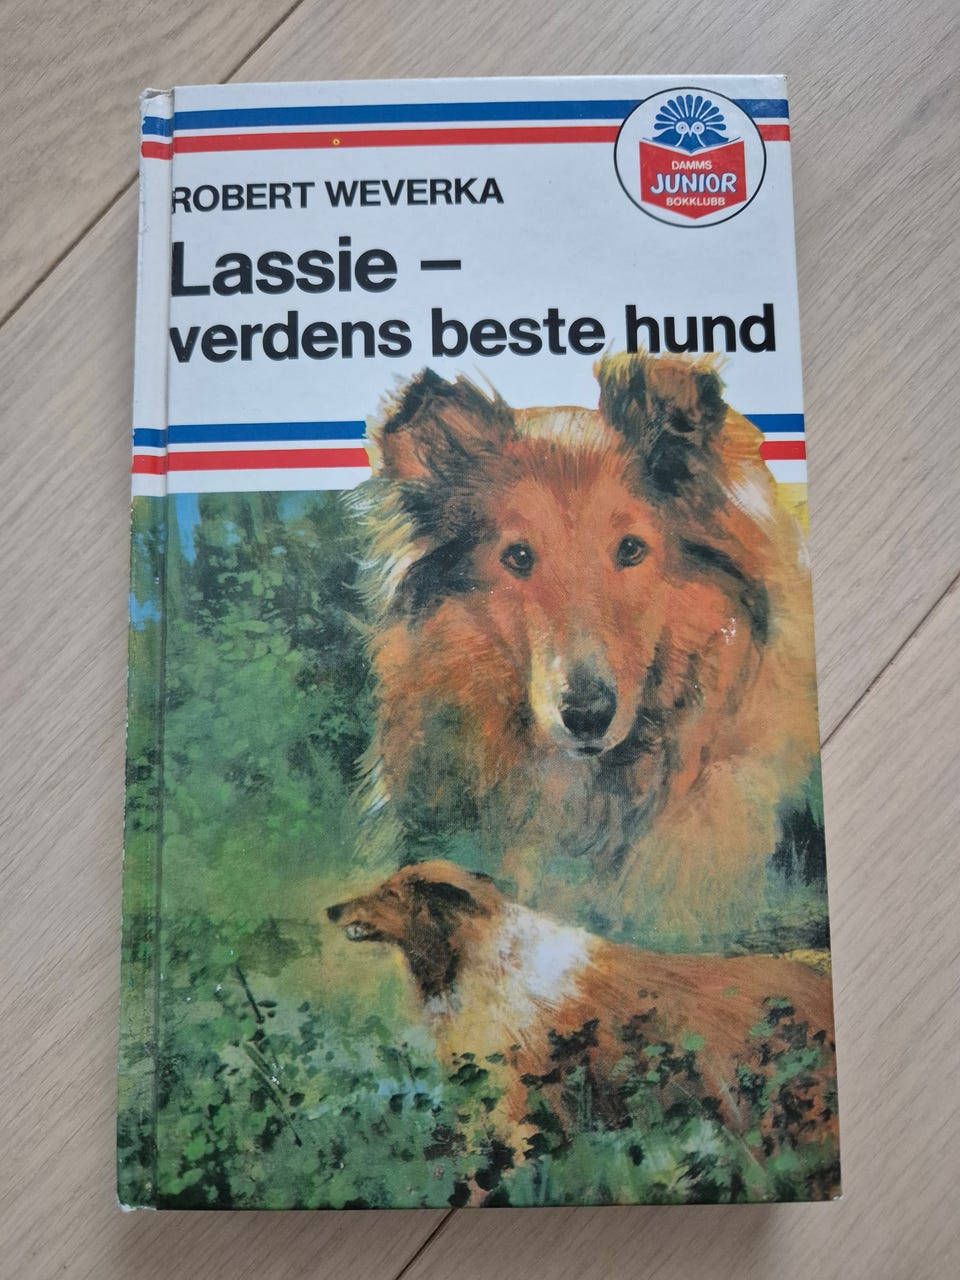 DAMMS
JUNIOR
BOKKLUBB
ROBERT WEVERKA
Lassie –
verdens beste hund